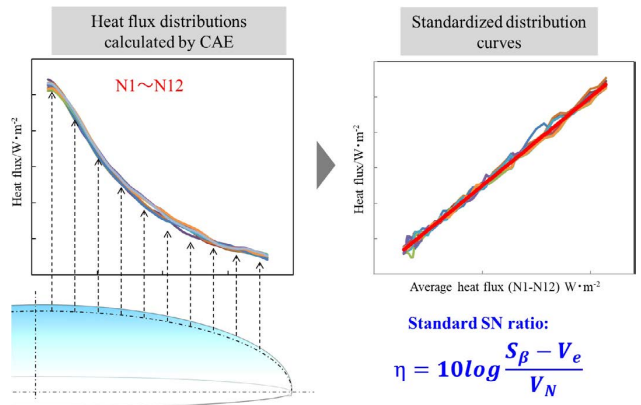 Heat flux distributions
calculated by CAE
Standardized distribution
curves
N1～N12
Heat flux/W·m-2
Heat flux/W·m-2
Average heat flux (N1-N12) W·m-2
Standard SN ratio:
η = 10log (Sβ − Ve) / VN